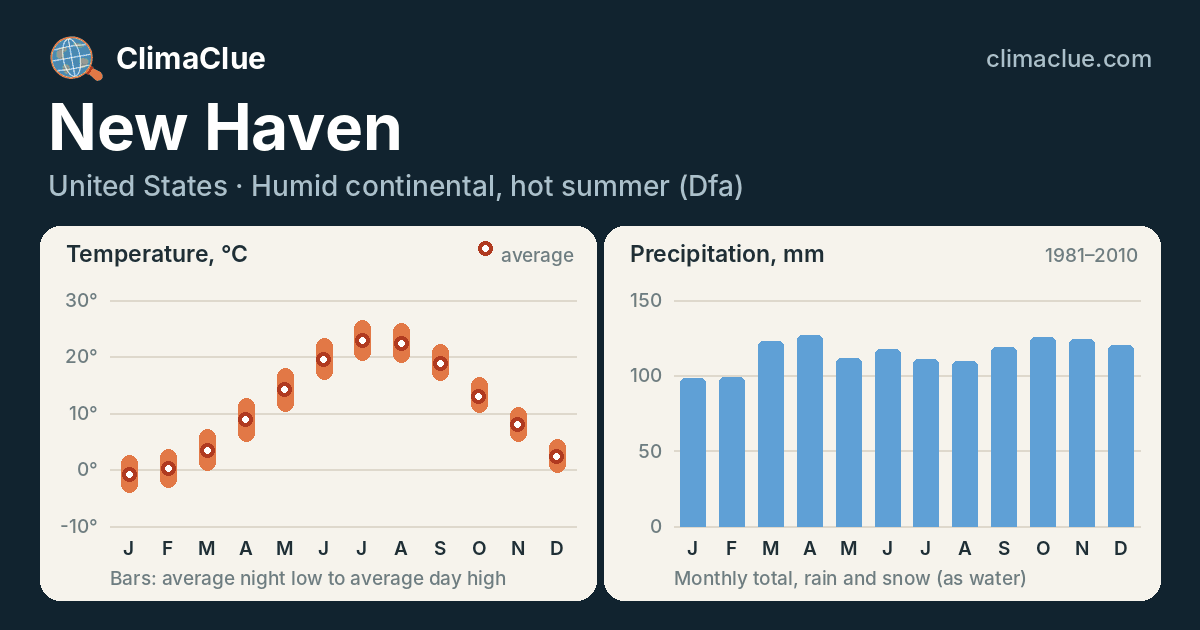 ClimaClue
climaclue.com
New Haven
United States · Humid continental, hot summer (Dfa)
Temperature, °C
average
30°
20°
10°
0°
-10°
J F M A M J J A S O N D
Bars: average night low to average day high
Precipitation, mm
1981–2010
150
100
50
0
J F M A M J J A S O N D
Monthly total, rain and snow (as water)